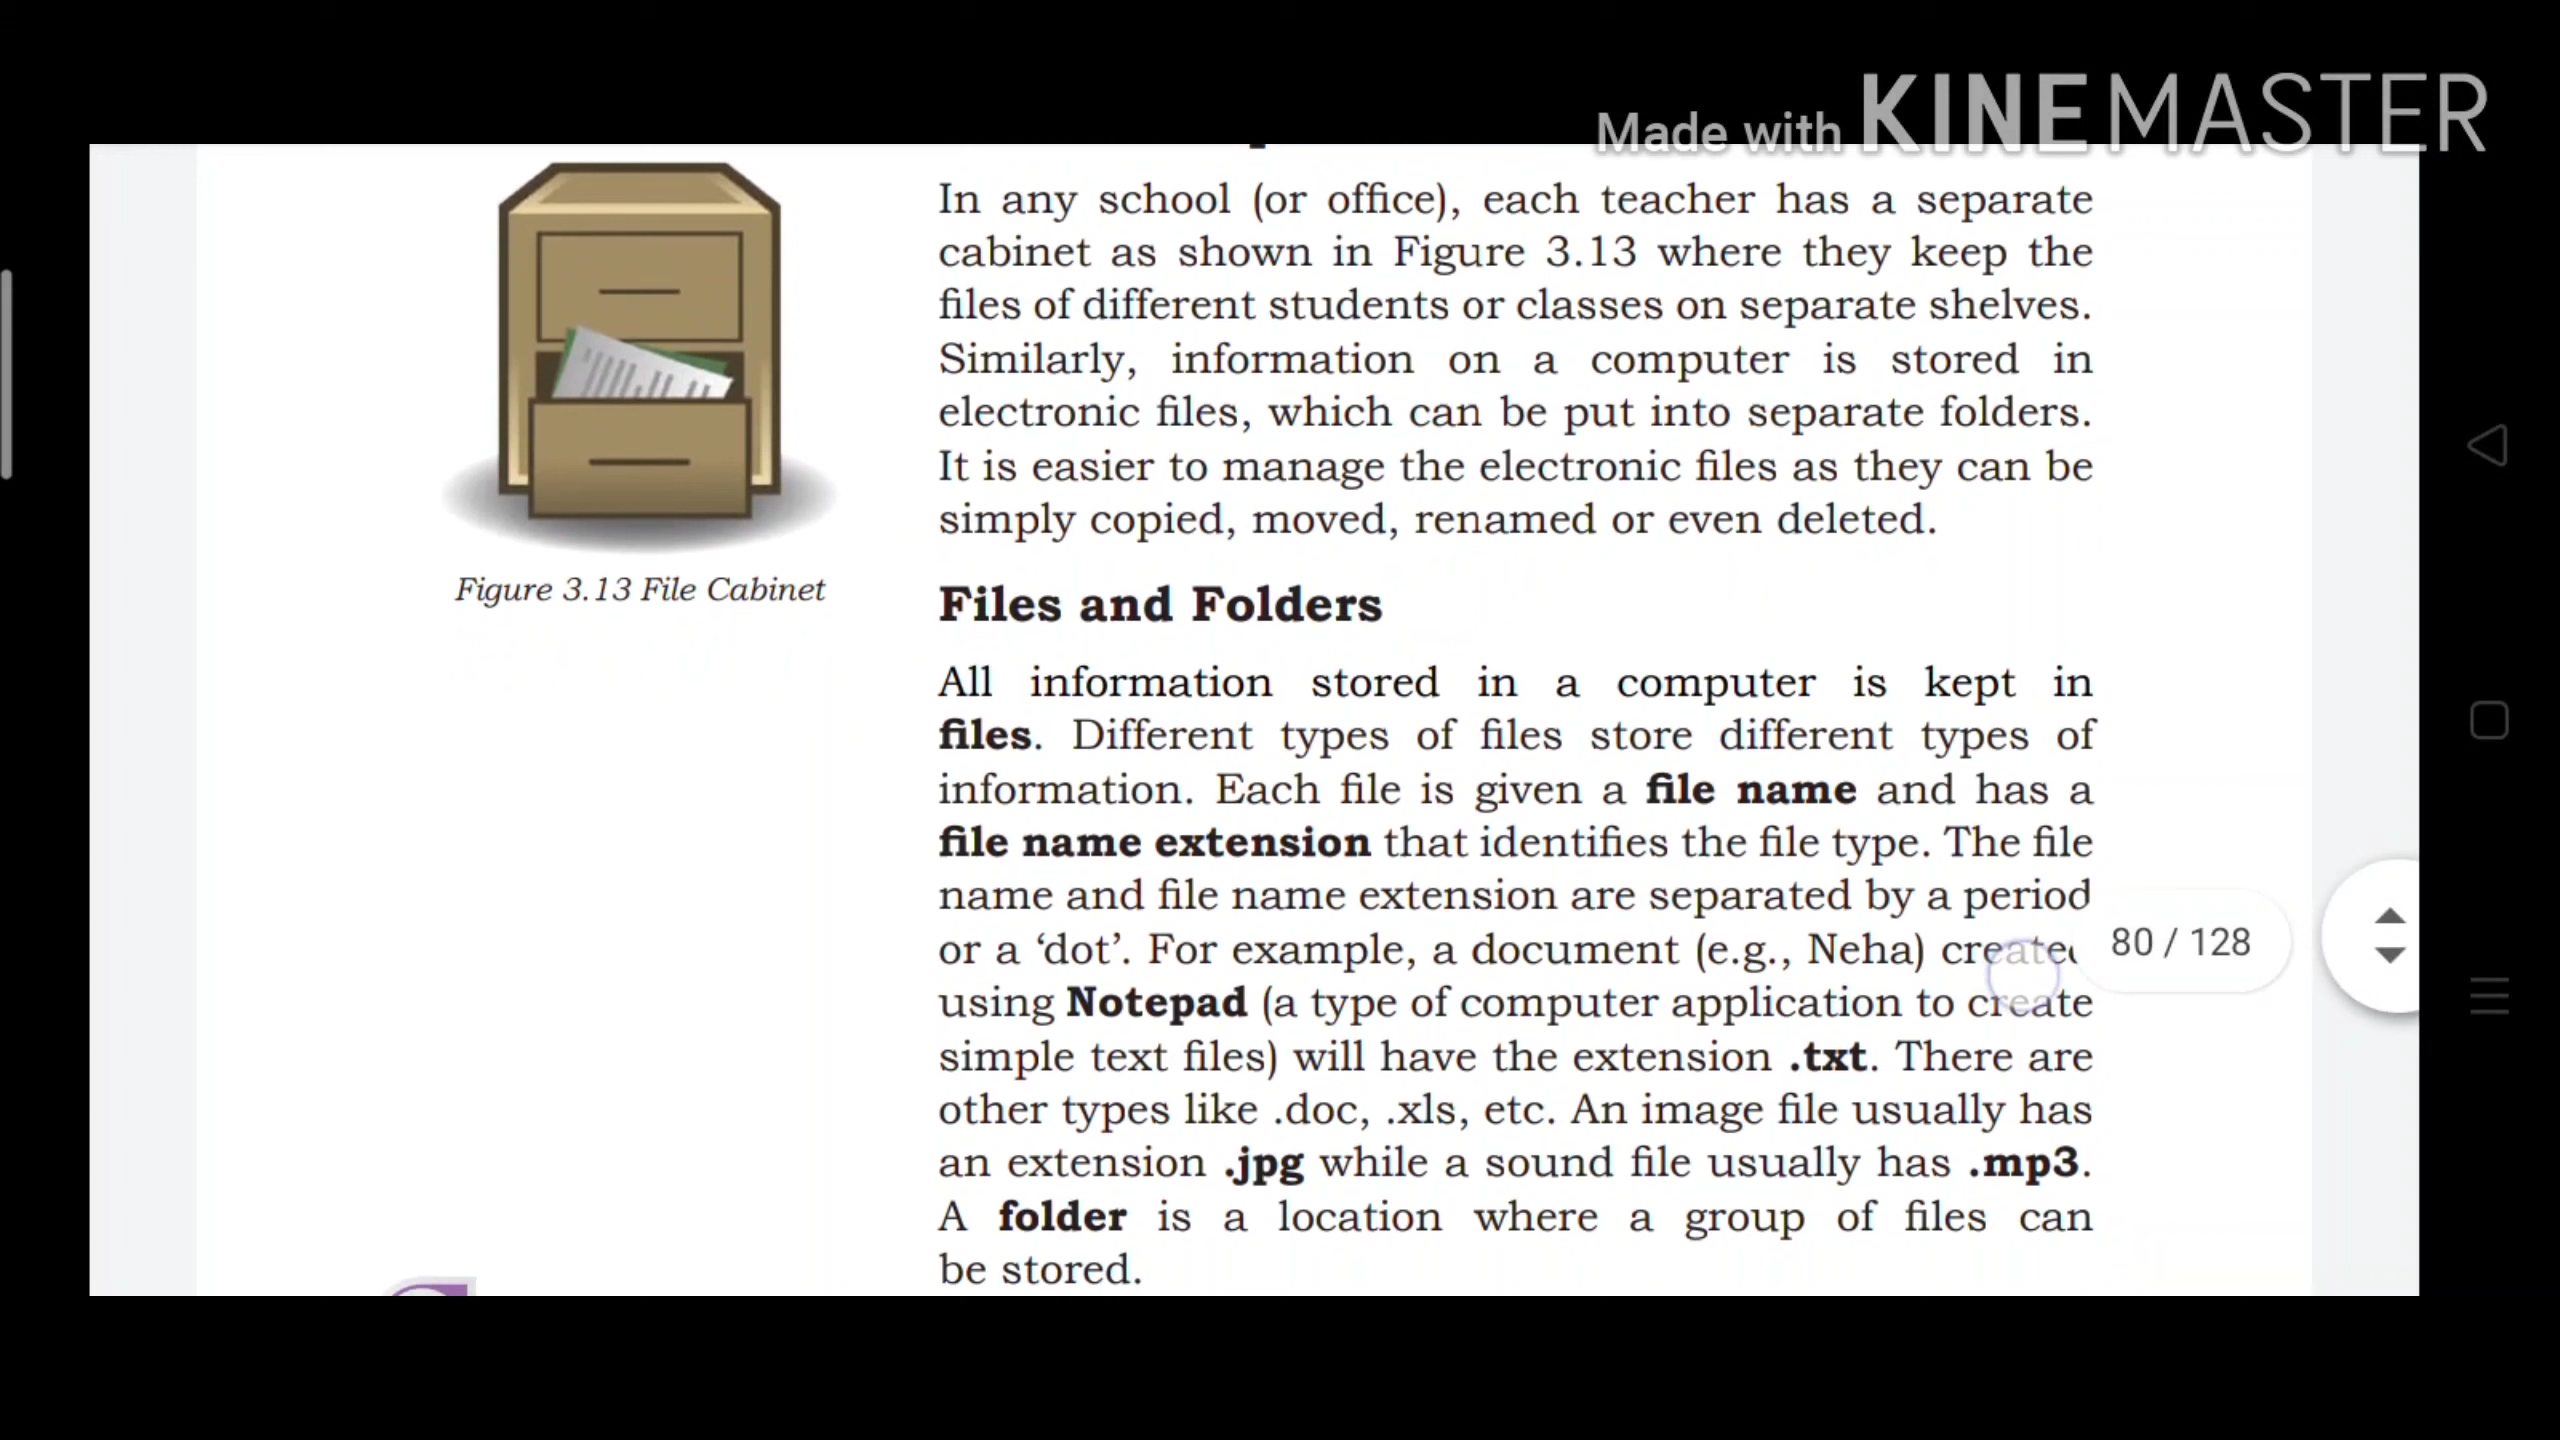 Made with KINEMASTER
In any school (or office), each teacher has a separate
cabinet as shown in Figure 3.13 where they keep the
files of different students or classes on separate shelves.
Similarly, information on a computer is stored in
electronic files, which can be put into separate folders.
It is easier to manage the electronic files as they can be
simply copied, moved, renamed or even deleted.
Figure 3.13 File Cabinet
Files and Folders
All information stored in a computer is kept in
files. Different types of files store different types of
information. Each file is given a file name and has a
file name extension that identifies the file type. The file
name and file name extension are separated by a period
or a ‘dot’. For example, a document (e.g., Neha) created
80 / 128
using Notepad (a type of computer application to create
simple text files) will have the extension .txt. There are
other types like .doc, .xls, etc. An image file usually has
an extension .jpg while a sound file usually has .mp3.
A folder is a location where a group of files can
be stored.